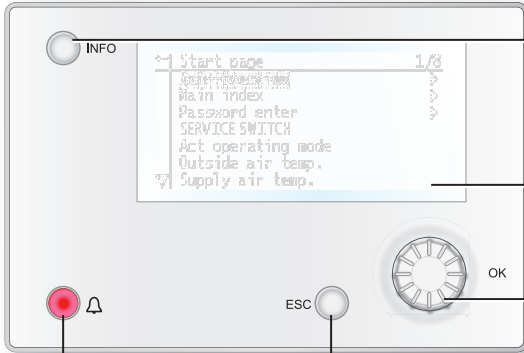 INFO
Start page 1/8
Main index
Password enter
SERVICE SWITCH
Act operating mode
Outside air temp.
Supply air temp.
OK
ESC